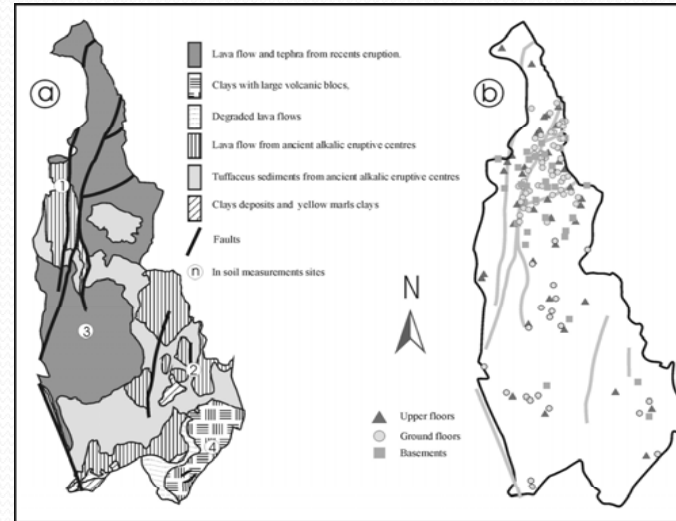 a
Lava flow and tephra from recents eruption.
Clays with large volcanic blocs,
Degraded lava flows
Lava flow from ancient alkalic eruptive centres
Tuffaceus sediments from ancient alkalic eruptive centres
Clays deposits and yellow marls clays
Faults
n In soil measurements sites
1
3
2
4
N
b
Upper floors
Ground floors
Basements